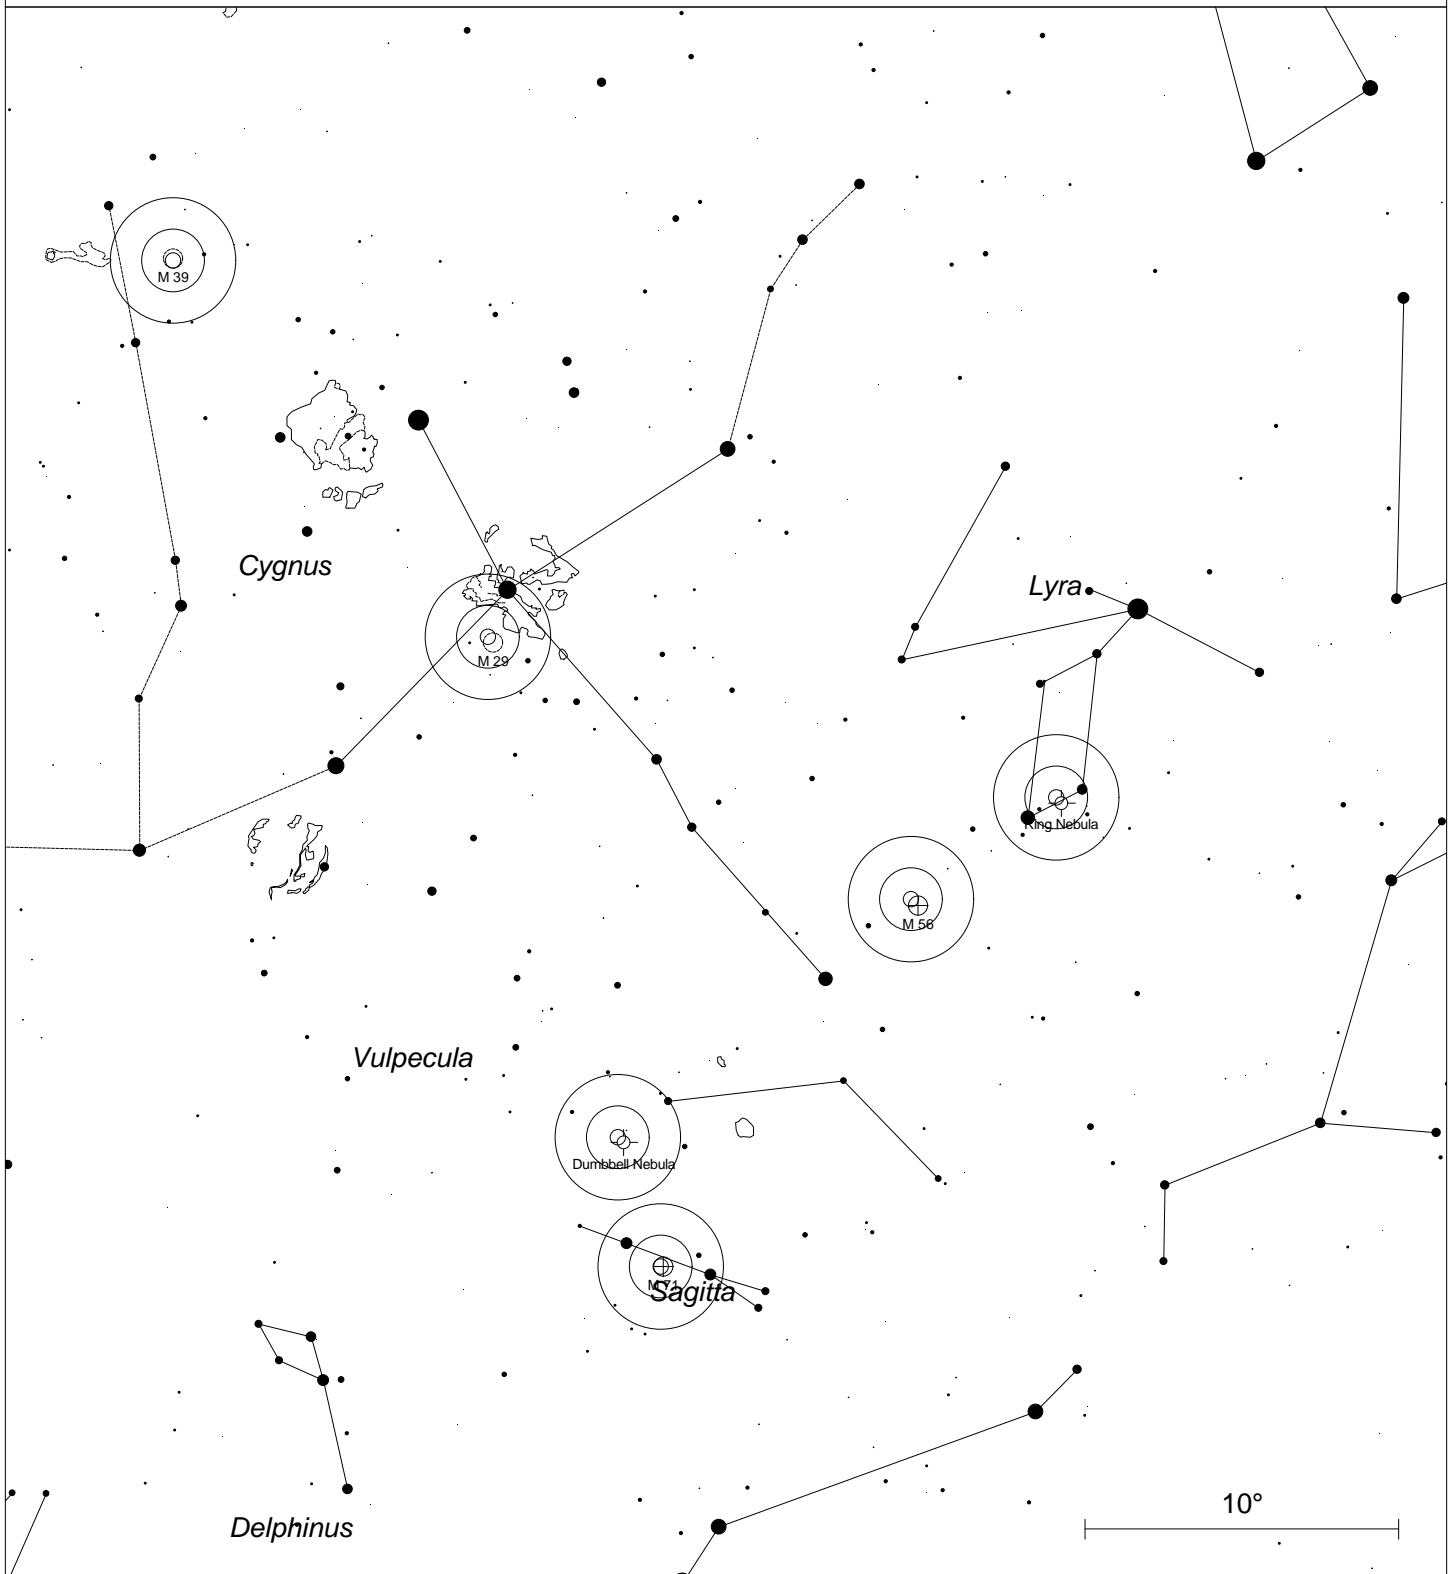 M 39
Cygnus
Lyra
M 29
Ring Nebula
M 56
Vulpecula
Dumbbell Nebula
M 71
Sagitta
10°
Delphinus